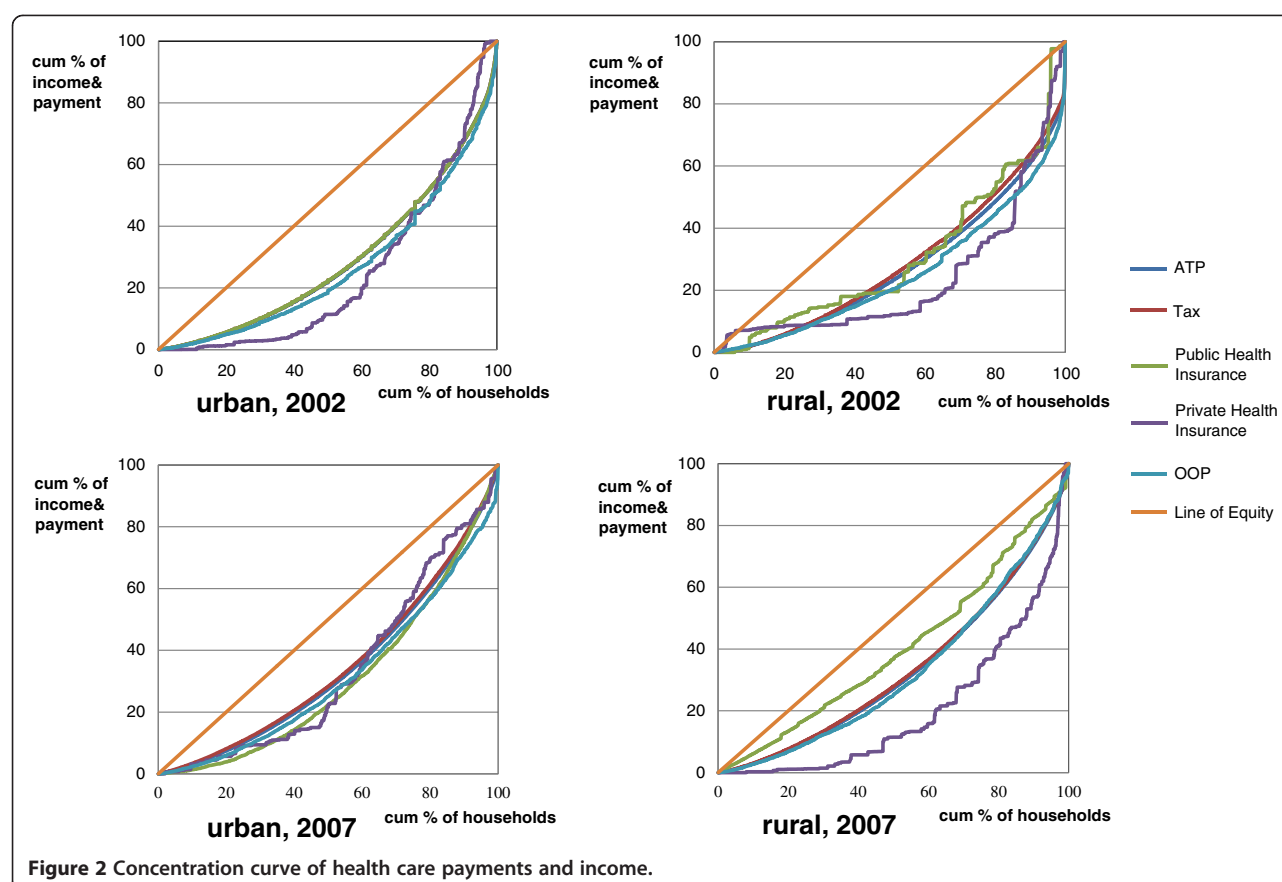 cum % of
income&
payment
100
80
60
40
20
0
0
20
40
60
80
100
cum % of households
urban, 2002
cum % of
income&
payment
100
80
60
40
20
0
0
20
40
60
80
100
cum % of households
rural, 2002
ATP
Tax
Public Health
Insurance
Private Health
Insurance
OOP
Line of Equity
cum % of
income&
payment
100
80
60
40
20
0
0
20
40
60
80
100
cum % of households
urban, 2007
cum % of
income&
payment
100
80
60
40
20
0
0
20
40
60
80
100
cum % of households
rural, 2007
Figure 2 Concentration curve of health care payments and income.